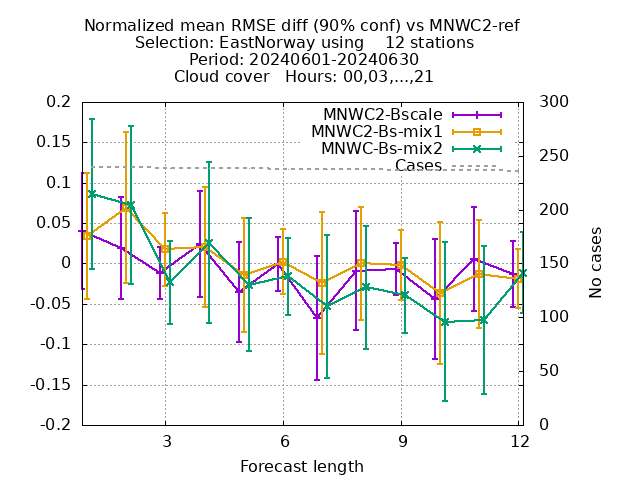 Normalized mean RMSE diff (90% conf) vs MNWC2-ref
Selection: EastNorway using    12 stations
Period: 20240601-20240630
Cloud cover   Hours: 00,03,...,21
MNWC2-Bscale
MNWC2-Bs-mix1
MNWC-Bs-mix2
Cases
0.2
0.15
0.1
0.05
0
-0.05
-0.1
-0.15
-0.2
300
250
200
150
100
50
0
No cases
3
6
9
12
Forecast length